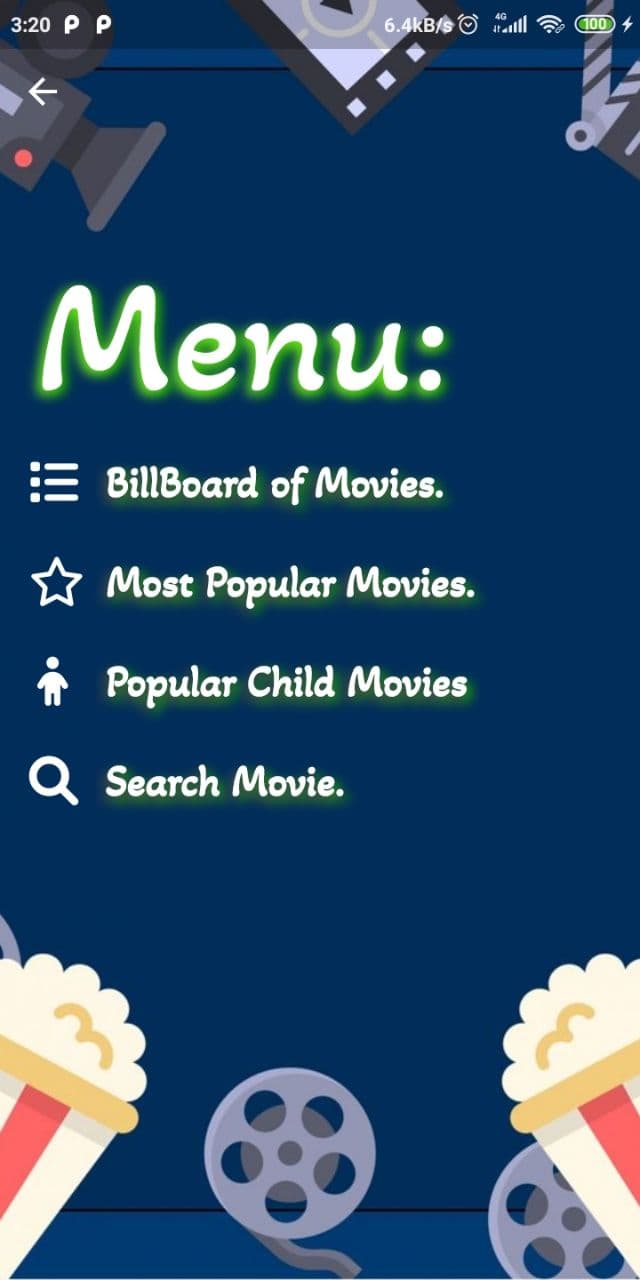 3:20 P P 6.4kB/s 4G 100
Menu:
BillBoard of Movies.
Most Popular Movies.
Popular Child Movies
Search Movie.